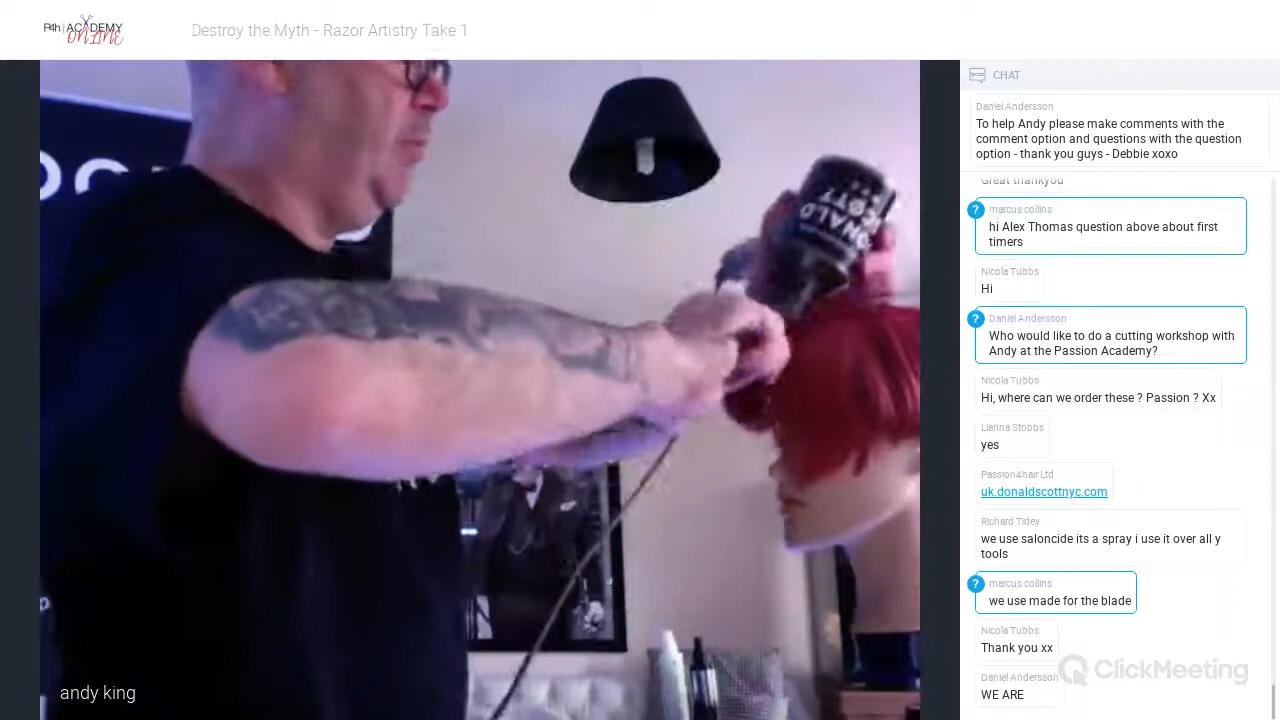 P4h | ACADEMY
ONLINE
Destroy the Myth - Razor Artistry Take 1
DONALD
SCOTT
andy king
CHAT
Daniel Andersson
To help Andy please make comments with the
comment option and questions with the question
option - thank you guys - Debbie xoxo
Great thankyou
marcus collins
hi Alex Thomas question above about first
timers
Nicola Tubbs
Hi
Daniel Andersson
Who would like to do a cutting workshop with
Andy at the Passion Academy?
Nicola Tubbs
Hi, where can we order these ? Passion ? Xx
Lianna Stobbs
yes
Passion4hair Ltd
uk.donaldscottnyc.com
Richard Tidey
we use saloncide its a spray i use it over all y
tools
marcus collins
we use made for the blade
Nicola Tubbs
Thank you xx
Daniel Andersson
WE ARE
ClickMeeting